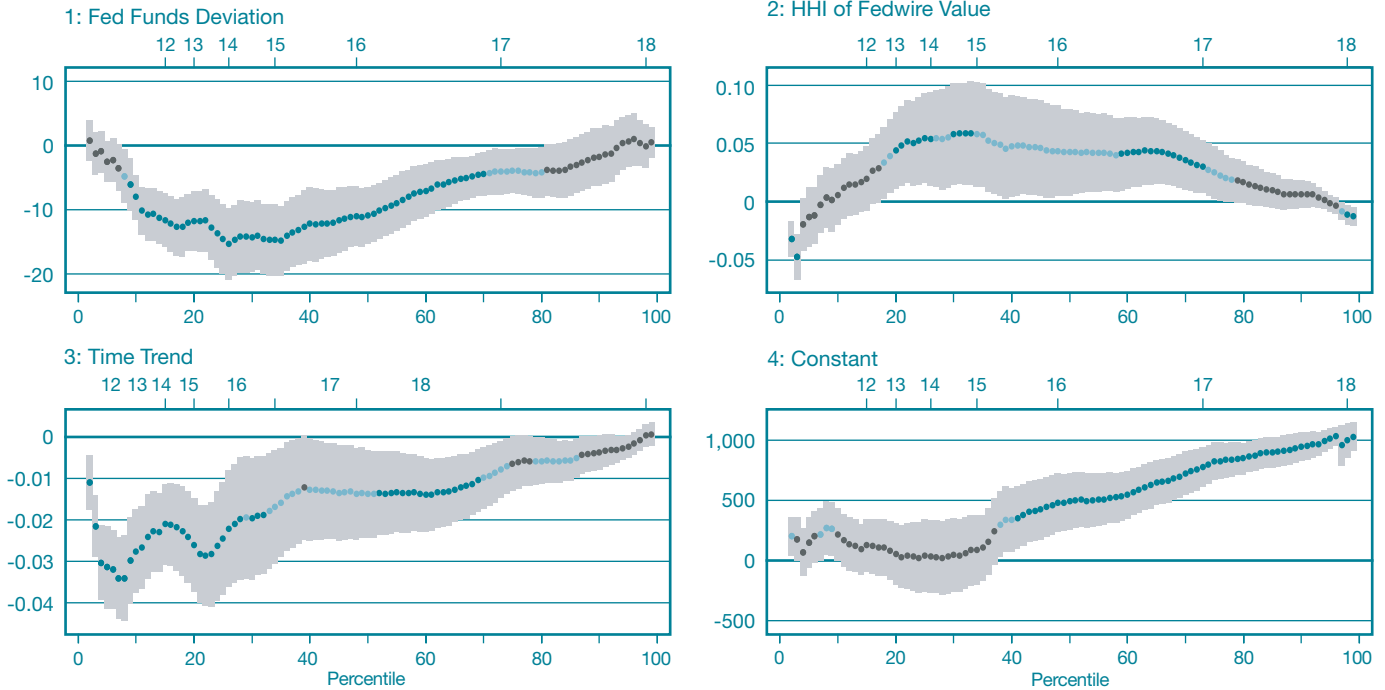 1: Fed Funds Deviation
12 13 14 15 16 17 18
10
0
-10
-20
0 20 40 60 80 100
2: HHI of Fedwire Value
12 13 14 15 16 17 18
0.10
0.05
0
-0.05
0 20 40 60 80 100
3: Time Trend
12 13 14 15 16 17 18
0
-0.01
-0.02
-0.03
-0.04
0 20 40 60 80 100
Percentile
4: Constant
12 13 14 15 16 17 18
1,000
500
0
-500
0 20 40 60 80 100
Percentile